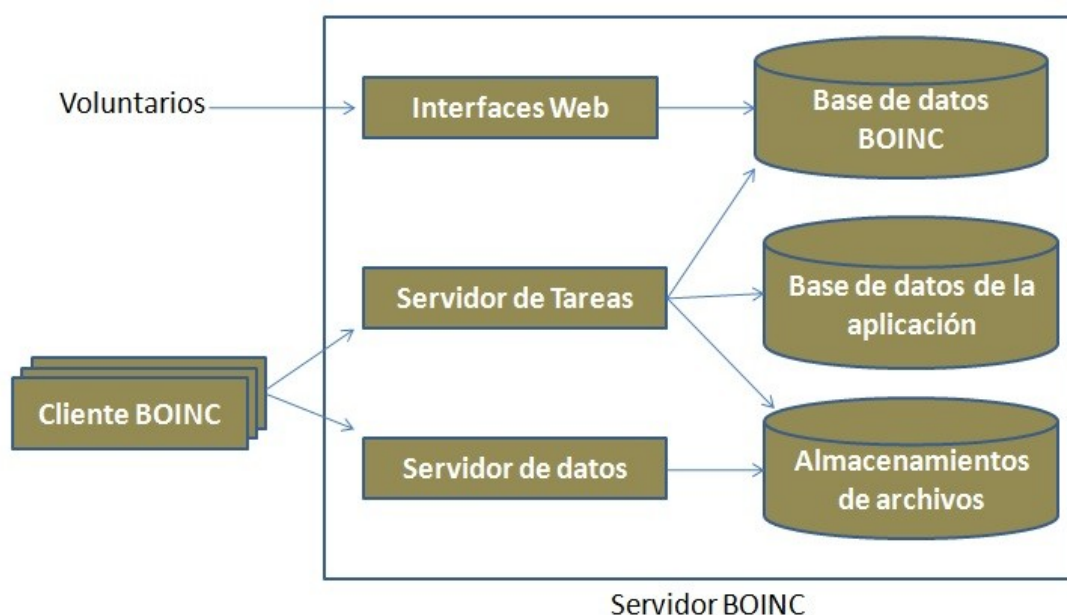 Voluntarios
Interfaces Web
Base de datos
BOINC
Servidor de Tareas
Base de datos de la
aplicación
Cliente BOINC
Servidor de datos
Almacenamientos
de archivos
Servidor BOINC